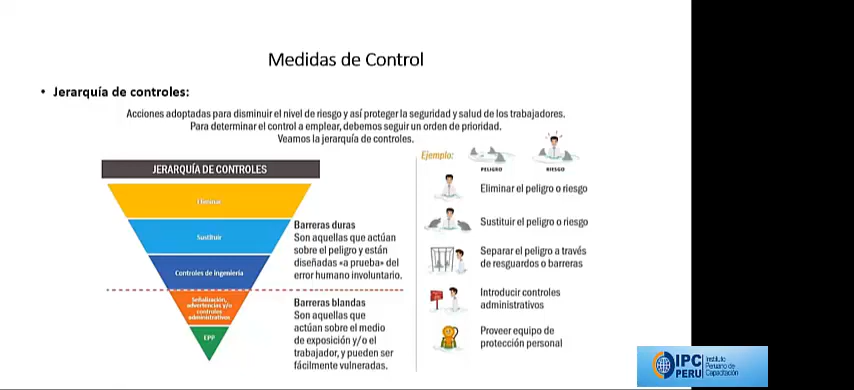 Medidas de Control
• Jerarquía de controles:
Acciones adoptadas para disminuir el nivel de riesgo y así proteger la seguridad y salud de los trabajadores.
Para determinar el control a emplear, debemos seguir un orden de prioridad.
Veamos la jerarquía de controles.
JERARQUÍA DE CONTROLES
Eliminar
Sustituir
Controles de ingeniería
Señalización,
advertencias y/o
controles
administrativos
EPP
Barreras duras
Son aquellas que actúan
sobre el peligro y están
diseñadas «a prueba» del
error humano involuntario.
Barreras blandas
Son aquellas que
actúan sobre el medio
de exposición y/o el
trabajador, y pueden ser
fácilmente vulneradas.
Ejemplo:
PELIGRO
RIESGO
Eliminar el peligro o riesgo
Sustituir el peligro o riesgo
Separar el peligro a través
de resguardos o barreras
Introducir controles
administrativos
Proveer equipo de
protección personal
IPC
PERU
Instituto
Peruano de
Capacitación